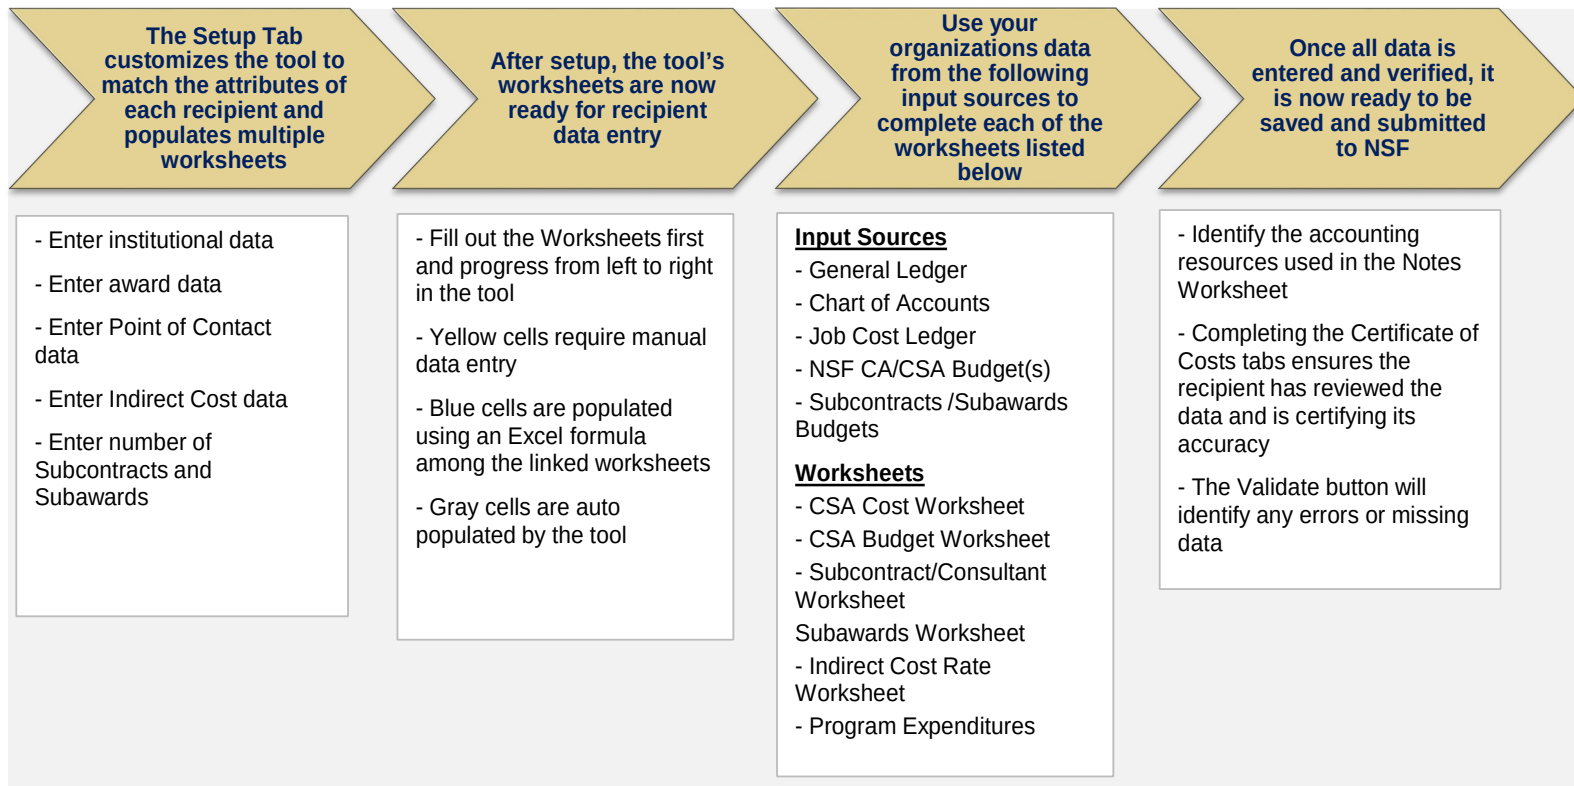 The Setup Tab
customizes the tool to
match the attributes of
each recipient and
populates multiple
worksheets
After setup, the tool's
worksheets are now
ready for recipient
data entry
Use your
organizations data
from the following
input sources to
complete each of the
worksheets listed
below
Once all data is
entered and verified, it
is now ready to be
saved and submitted
to NSF
- Enter institutional data
- Enter award data
- Enter Point of Contact
data
- Enter Indirect Cost data
- Enter number of
Subcontracts and
Subawards
- Fill out the Worksheets first
and progress from left to right
in the tool
- Yellow cells require manual
data entry
- Blue cells are populated
using an Excel formula
among the linked worksheets
- Gray cells are auto
populated by the tool
Input Sources
- General Ledger
- Chart of Accounts
- Job Cost Ledger
- NSF CA/CSA Budget(s)
- Subcontracts /Subawards
Budgets
Worksheets
- CSA Cost Worksheet
- CSA Budget Worksheet
- Subcontract/Consultant
Worksheet
Subawards Worksheet
- Indirect Cost Rate
Worksheet
- Program Expenditures
- Identify the accounting
resources used in the Notes
Worksheet
- Completing the Certificate of
Costs tabs ensures the
recipient has reviewed the
data and is certifying its
accuracy
- The Validate button will
identify any errors or missing
data